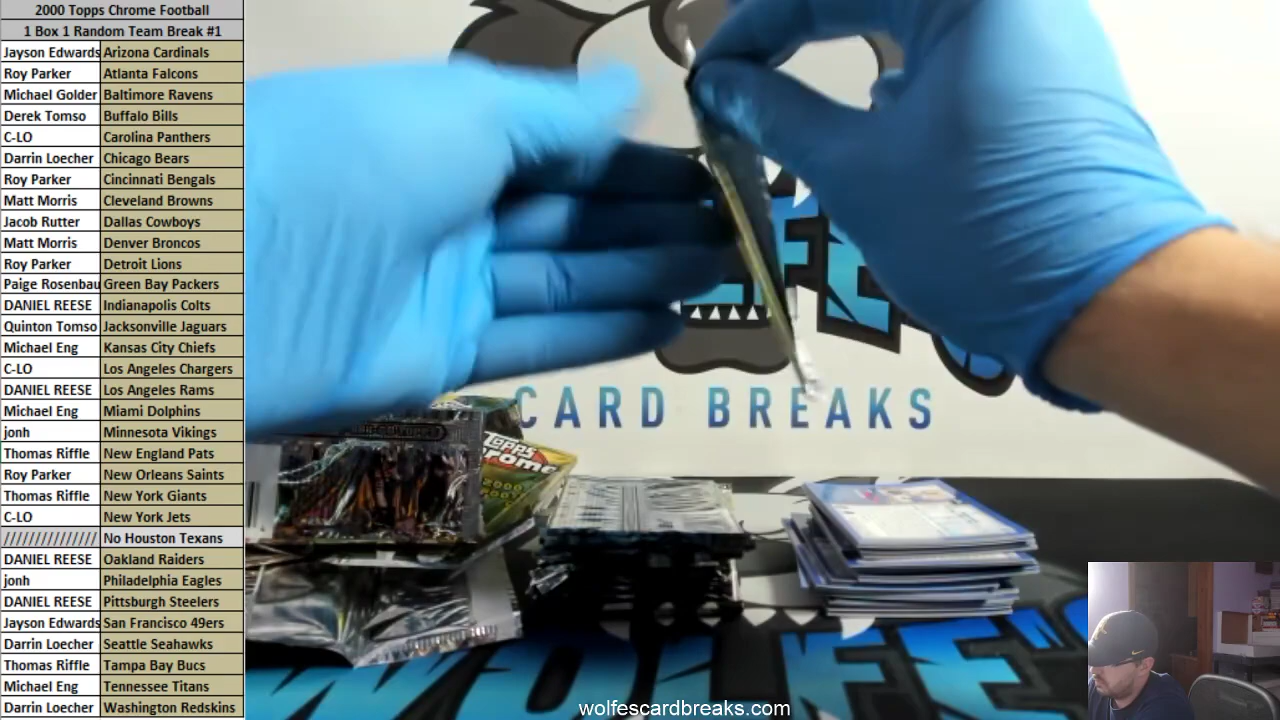 2000 Topps Chrome Football
1 Box 1 Random Team Break #1
Jayson Edwards Arizona Cardinals
Roy Parker Atlanta Falcons
Michael Golder Baltimore Ravens
Derek Tomso Buffalo Bills
C-LO Carolina Panthers
Darrin Loecher Chicago Bears
Roy Parker Cincinnati Bengals
Matt Morris Cleveland Browns
Jacob Rutter Dallas Cowboys
Matt Morris Denver Broncos
Roy Parker Detroit Lions
Paige Rosenbau Green Bay Packers
DANIEL REESE Indianapolis Colts
Quinton Tomso Jacksonville Jaguars
Michael Eng Kansas City Chiefs
C-LO Los Angeles Chargers
DANIEL REESE Los Angeles Rams
Michael Eng Miami Dolphins
jonh Minnesota Vikings
Thomas Riffle New England Pats
Roy Parker New Orleans Saints
Thomas Riffle New York Giants
C-LO New York Jets
//////////////// No Houston Texans
DANIEL REESE Oakland Raiders
jonh Philadelphia Eagles
DANIEL REESE Pittsburgh Steelers
Jayson Edwards San Francisco 49ers
Darrin Loecher Seattle Seahawks
Thomas Riffle Tampa Bay Bucs
Michael Eng Tennessee Titans
Darrin Loecher Washington Redskins
CARD BREAKS
TOPPS
Chrome
2000
WOLFE'S
wolfescardbreaks.com